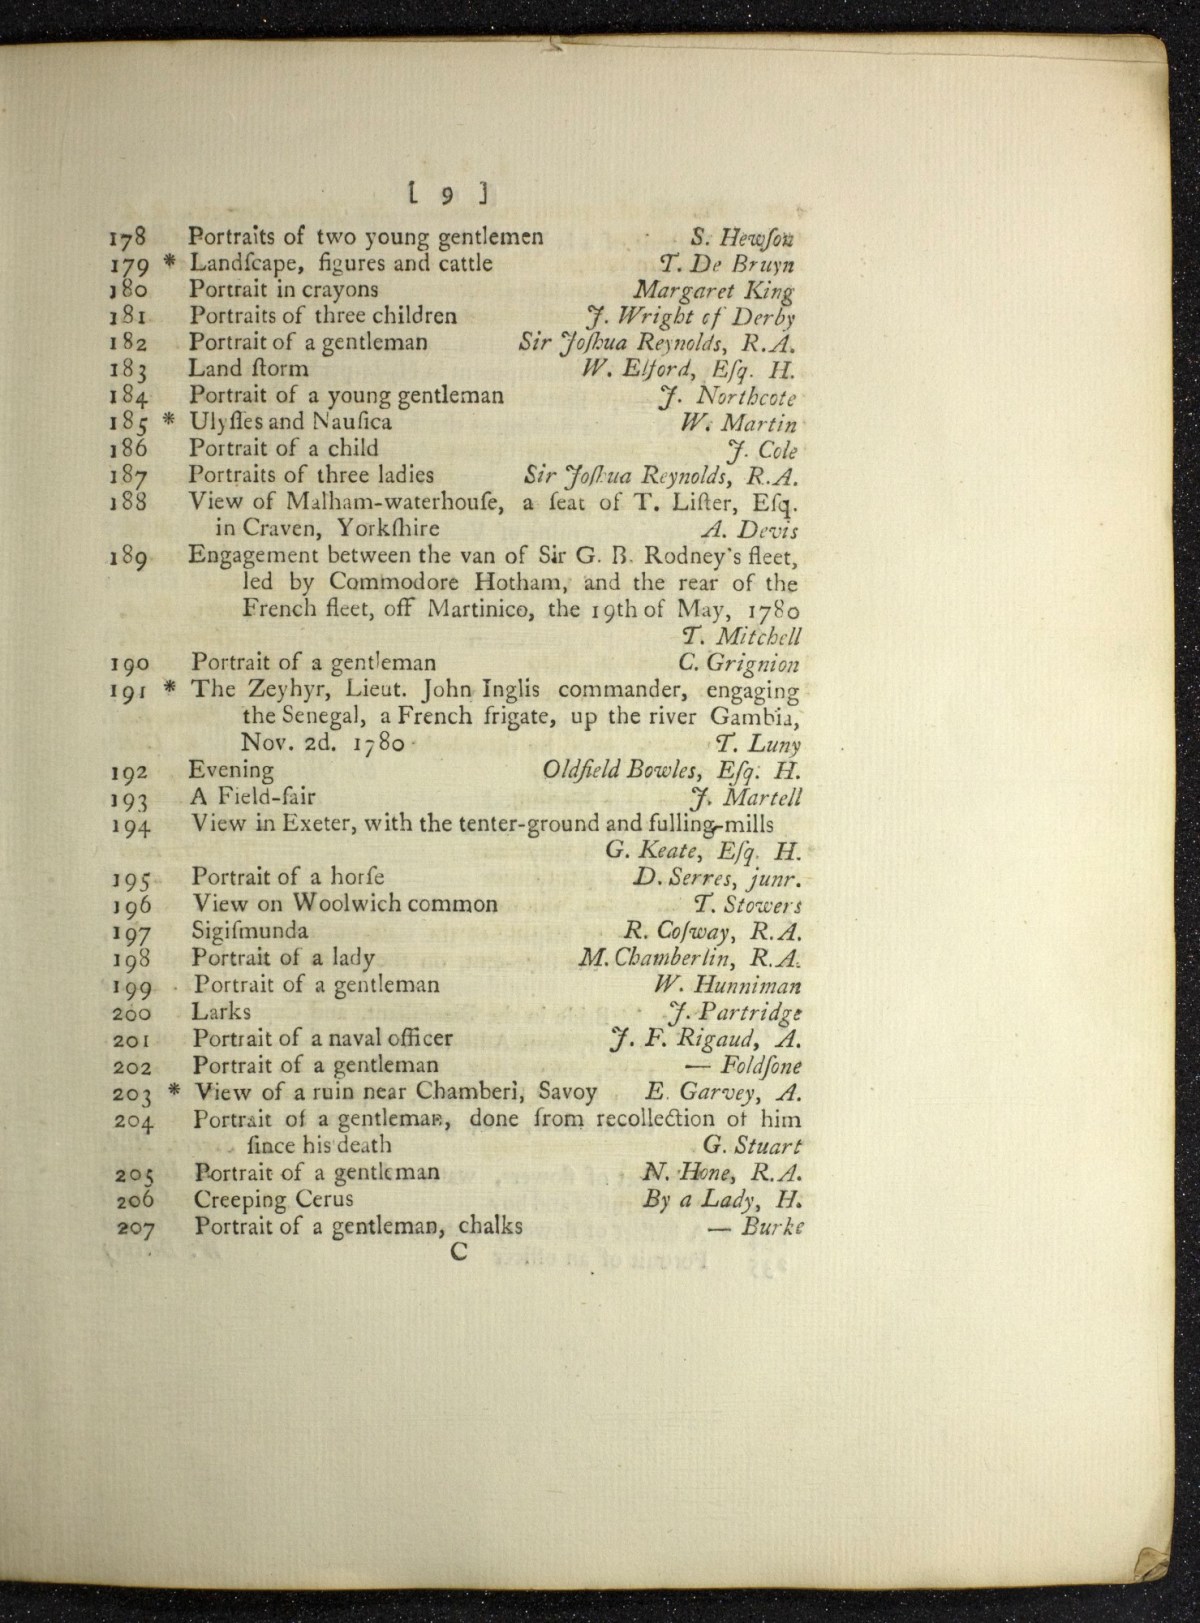 [ 9 ]
178 Portraits of two young gentlemen S. Hewſon
179 * Landſcape, figures and cattle T. De Bruyn
180 Portrait in crayons Margaret King
181 Portraits of three children J. Wright of Derby
182 Portrait of a gentleman Sir Joſhua Reynolds, R.A.
183 Land ſtorm W. Elford, Eſq. H.
184 Portrait of a young gentleman J. Northcote
185 * Ulyſſes and Nauſica W. Martin
186 Portrait of a child J. Cole
187 Portraits of three ladies Sir Joſhua Reynolds, R.A.
188 View of Malham-waterhouſe, a ſeat of T. Liſter, Eſq.
in Craven, Yorkſhire A. Devis
189 Engagement between the van of Sir G. B. Rodney's fleet,
led by Commodore Hotham, and the rear of the
French fleet, off Martinico, the 19th of May, 1780
T. Mitchell
190 Portrait of a gentleman C. Grignion
191 * The Zeyhyr, Lieut. John Inglis commander, engaging
the Senegal, a French frigate, up the river Gambia,
Nov. 2d. 1780 T. Luny
192 Evening Oldfield Bowles, Eſq. H.
193 A Field-fair J. Martell
194 View in Exeter, with the tenter-ground and fulling-mills
G. Keate, Eſq. H.
195 Portrait of a horſe D. Serres, junr.
196 View on Woolwich common T. Stowers
197 Sigiſmunda R. Coſway, R.A.
198 Portrait of a lady M. Chamberlin, R.A.
199 Portrait of a gentleman W. Hunniman
200 Larks J. Partridge
201 Portrait of a naval officer J. F. Rigaud, A.
202 Portrait of a gentleman — Foldſone
203 * View of a ruin near Chamberì, Savoy E. Garvey, A.
204 Portrait of a gentleman, done from recollection of him
ſince his death G. Stuart
205 Portrait of a gentleman N. Hone, R.A.
206 Creeping Cerus By a Lady, H.
207 Portrait of a gentleman, chalks — Burke
C